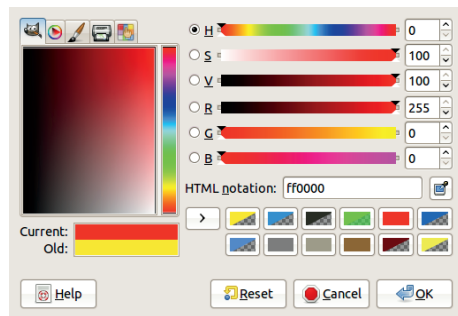 H 0
S 100
V 100
R 255
G 0
B 0
HTML notation: ff0000
>
Current:
Old:
Help Reset Cancel OK